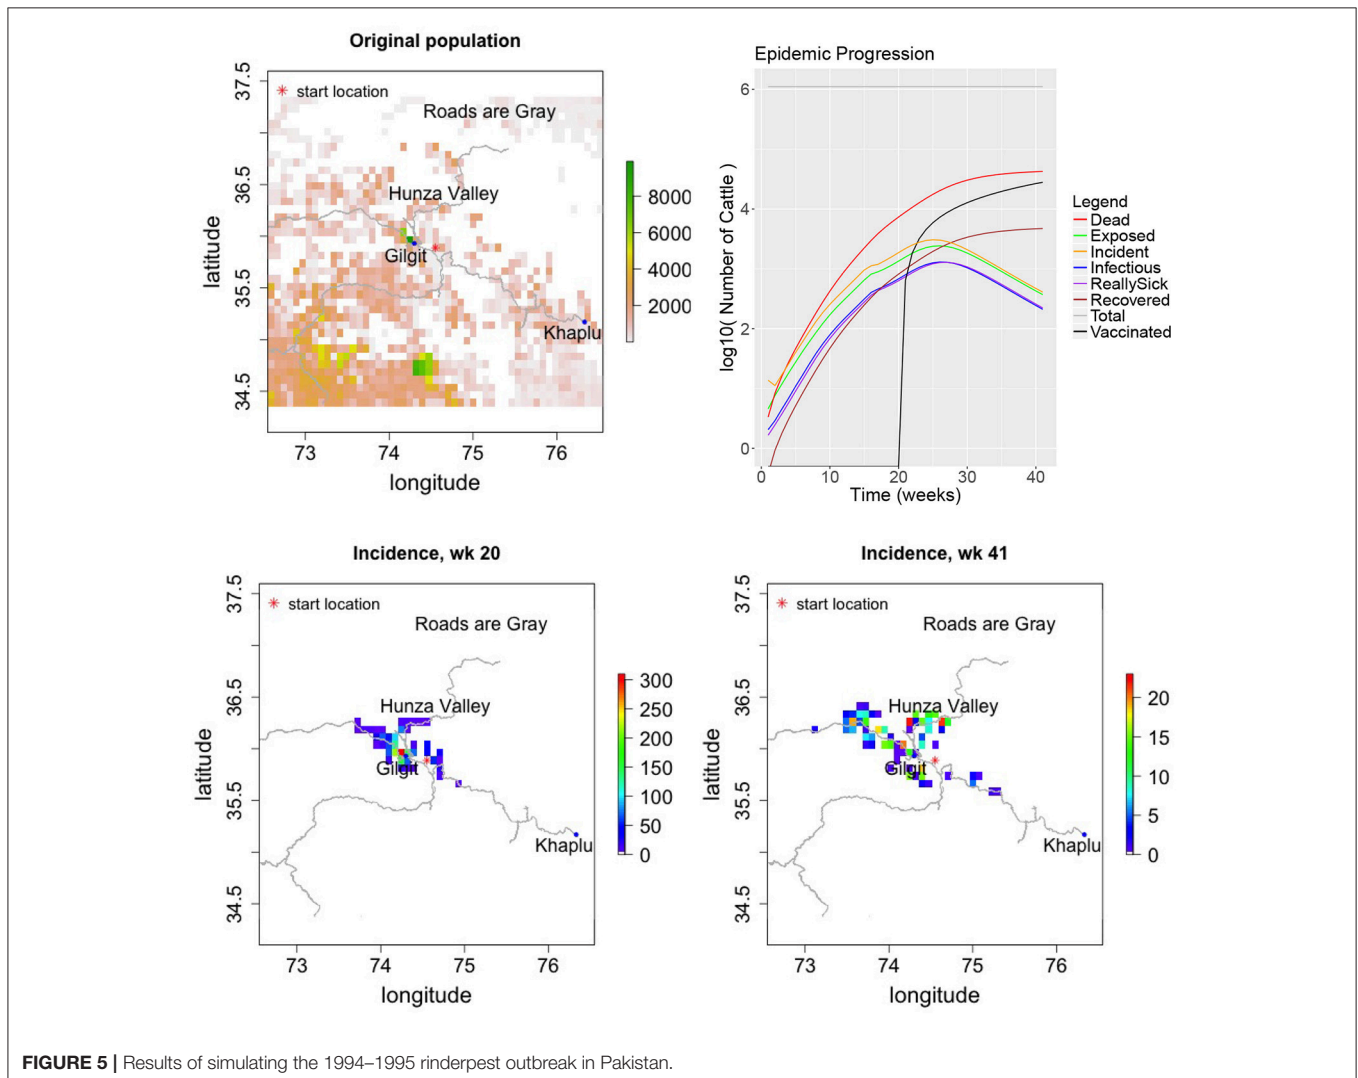 Original population
37.5
36.5
35.5
34.5
latitude
start location
Roads are Gray
Hunza Valley
Gilgit
Khaplu
73 74 75 76
longitude
8000
6000
4000
2000
Epidemic Progression
log10( Number of Cattle )
6
4
2
0
0 10 20 30 40
Time (weeks)
Legend
Dead
Exposed
Incident
Infectious
ReallySick
Recovered
Total
Vaccinated
Incidence, wk 20
37.5
36.5
35.5
34.5
latitude
start location
Roads are Gray
Hunza Valley
Gilgit
Khaplu
73 74 75 76
longitude
300
250
200
150
100
50
0
Incidence, wk 41
37.5
36.5
35.5
34.5
latitude
start location
Roads are Gray
Hunza Valley
Gilgit
Khaplu
73 74 75 76
longitude
20
15
10
5
0
FIGURE 5 | Results of simulating the 1994–1995 rinderpest outbreak in Pakistan.